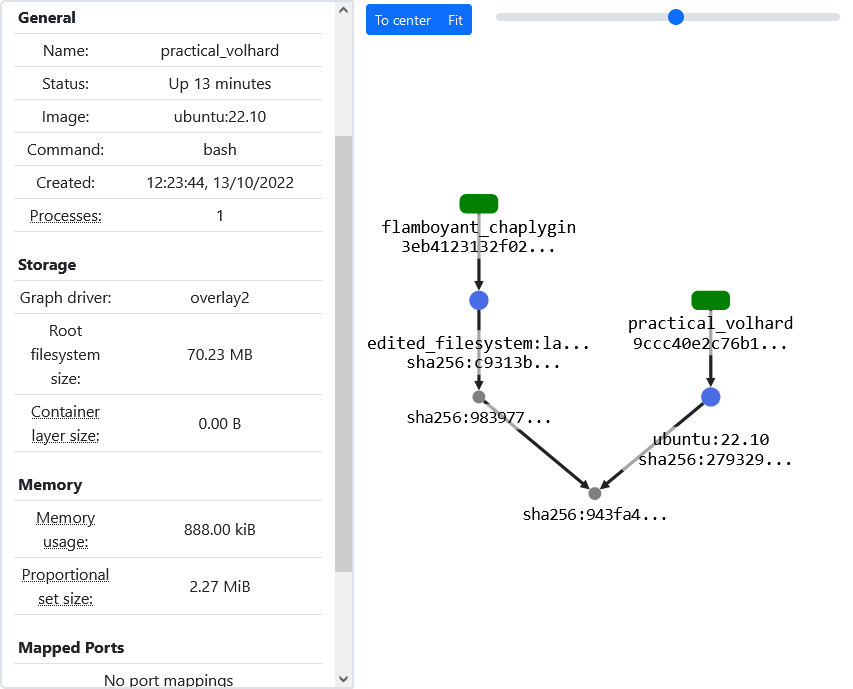 General
Name: practical_volhard
Status: Up 13 minutes
Image: ubuntu:22.10
Command: bash
Created: 12:23:44, 13/10/2022
Processes: 1
Storage
Graph driver: overlay2
Root
filesystem
size:
70.23 MB
Container
layer size:
0.00 B
Memory
Memory
usage:
888.00 kiB
Proportional
set size:
2.27 MiB
Mapped Ports
No port mappings
To center Fit
flamboyant_chaplygin
3eb4123132f02...
edited_filesystem:la...
sha256:c9313b...
sha256:983977...
practical_volhard
9ccc40e2c76b1...
ubuntu:22.10
sha256:279329...
sha256:943fa4...